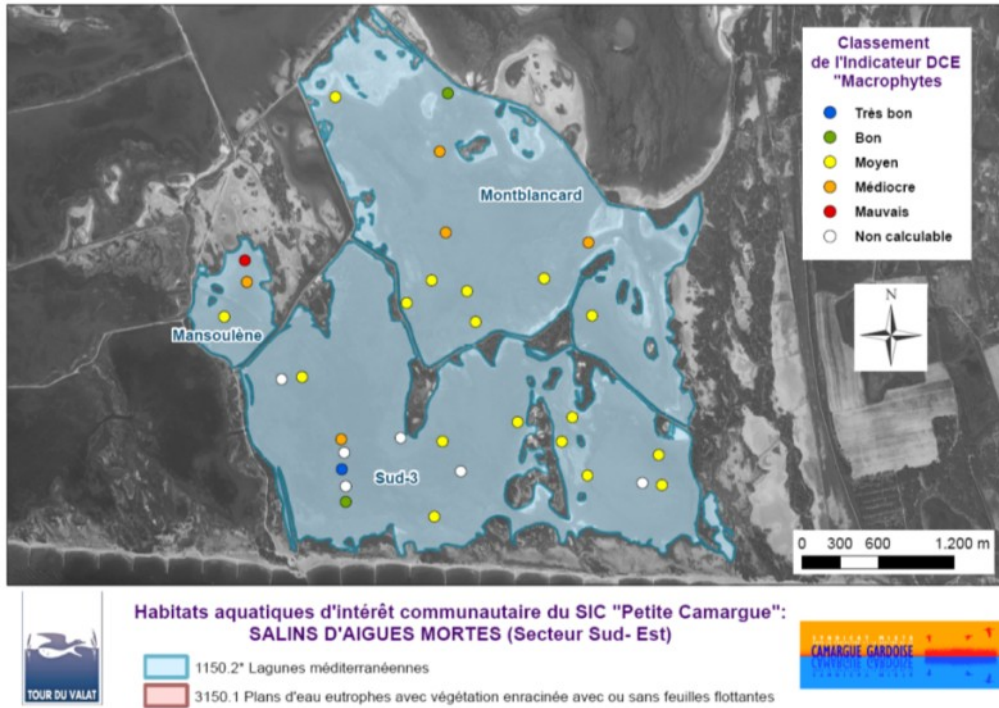 Classement
de l'Indicateur DCE
"Macrophytes
Très bon
Bon
Moyen
Médiocre
Mauvais
Non calculable
Montblancard
Mansoulène
Sud-3
N
0 300 600 1.200 m
Habitats aquatiques d'intérêt communautaire du SIC "Petite Camargue":
SALINS D'AIGUES MORTES (Secteur Sud- Est)
1150.2* Lagunes méditerranéennes
3150.1 Plans d'eau eutrophes avec végétation enracinée avec ou sans feuilles flottantes
TOUR DU VALAT
SYNDICAT MIXTE
CAMARGUE GARDOISE